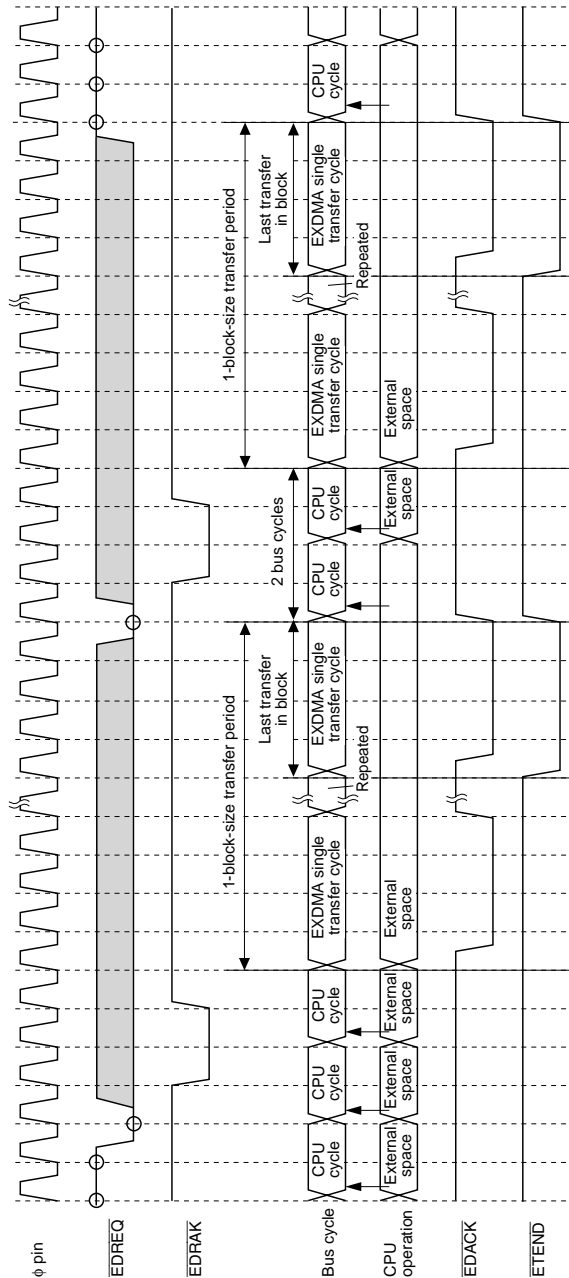 φ pin
EDREQ
EDRAK
1-block-size transfer period
2 bus cycles
1-block-size transfer period
Last transfer
in block
Last transfer
in block
Bus cycle
CPU
cycle
CPU
cycle
CPU
cycle
EXDMA single
transfer cycle
EXDMA single
transfer cycle
CPU
cycle
CPU
cycle
EXDMA single
transfer cycle
EXDMA single
transfer cycle
CPU
cycle
Repeated
Repeated
CPU
operation
External
space
External
space
External
space
External
space
External
space
External
space
EDACK
ETEND